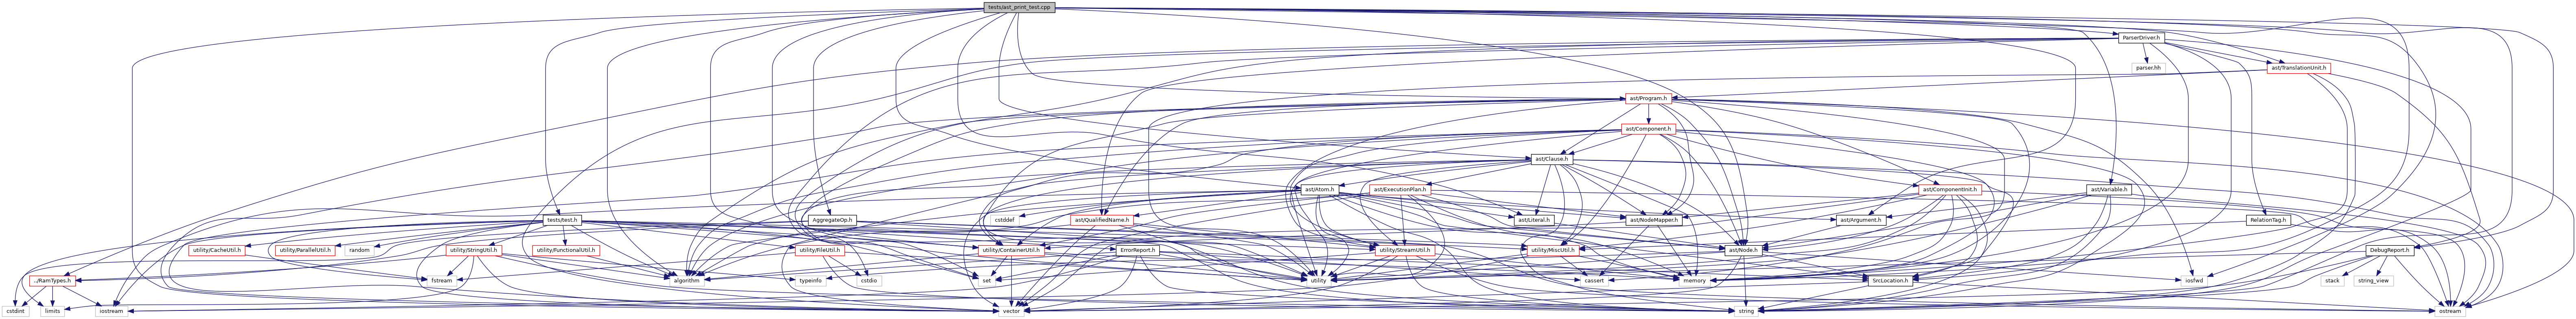 tests/ast_print_test.cpp
ParserDriver.h
parser.hh
ast/TranslationUnit.h
ast/Program.h
ast/Component.h
ast/Clause.h
ast/Atom.h
ast/ExecutionPlan.h
ast/ComponentInit.h
ast/Variable.h
tests/test.h
AggregateOp.h
cstddef
ast/QualifiedName.h
ast/Literal.h
ast/NodeMapper.h
ast/Argument.h
RelationTag.h
utility/CacheUtil.h
utility/ParallelUtil.h
random
utility/StringUtil.h
utility/FunctionalUtil.h
utility/FileUtil.h
utility/ContainerUtil.h
ErrorReport.h
utility/StreamUtil.h
utility/MiscUtil.h
ast/Node.h
DebugReport.h
../RamTypes.h
fstream
algorithm
typeinfo
cstdio
set
utility
cassert
memory
SrcLocation.h
iosfwd
stack
string_view
cstdint
limits
iostream
vector
string
ostream